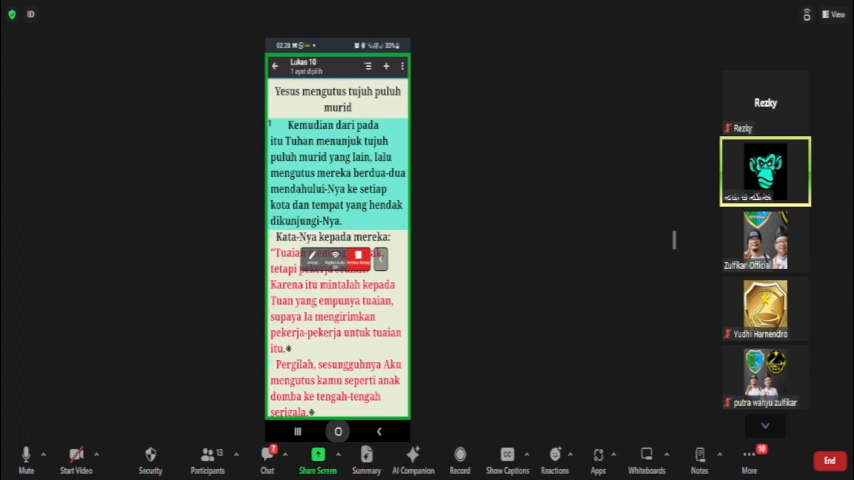 ID
View
02:28
33%
Lukas 10
1 ayat dipilih
Yesus mengutus tujuh puluh
murid
1 Kemudian dari pada
itu Tuhan menunjuk tujuh
puluh murid yang lain, lalu
mengutus mereka berdua-dua
mendahului-Nya ke setiap
kota dan tempat yang hendak
dikunjungi-Nya.
Kata-Nya kepada mereka:
"Tuaian
tetapi
Karena itu mintalah kepada
Tuan yang empunya tuaian,
supaya Ia mengirimkan
pekerja-pekerja untuk tuaian
itu.※
Pergilah, sesungguhnya Aku
mengutus kamu seperti anak
domba ke tengah-tengah
serigala.※
Rezky
Rezky
Zulfikar Official
Yudhi Harnendro
putra wahyu zulfikar
Mute
Start Video
Security
Participants 13
Chat 7
Share Screen
Summary
AI Companion
Record
Show Captions
Reactions
Apps
Whiteboards
Notes
More 10
End